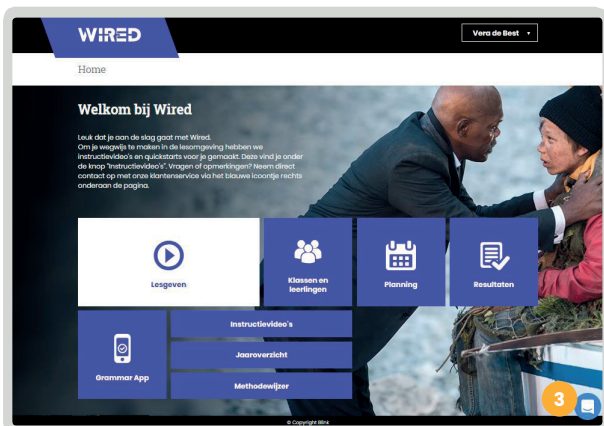 WIRED
Vera de Best
Home
Welkom bij Wired
Leuk dat je aan de slag gaat met Wired.
Om je wegwijs te maken in de lesomgeving hebben we
instructievideo's en quickstarts voor je gemaakt. Deze vind je onder
de knop "Instructievideo's". Vragen of opmerkingen? Neem direct
contact op met onze klantenservice via het blauwe icoontje rechts
onderaan de pagina.
Lesgeven
Klassen en
leerlingen
Planning
Resultaten
Grammar App
Instructievideo's
Jaaroverzicht
Methodewijzer
3
© Copyright Blink